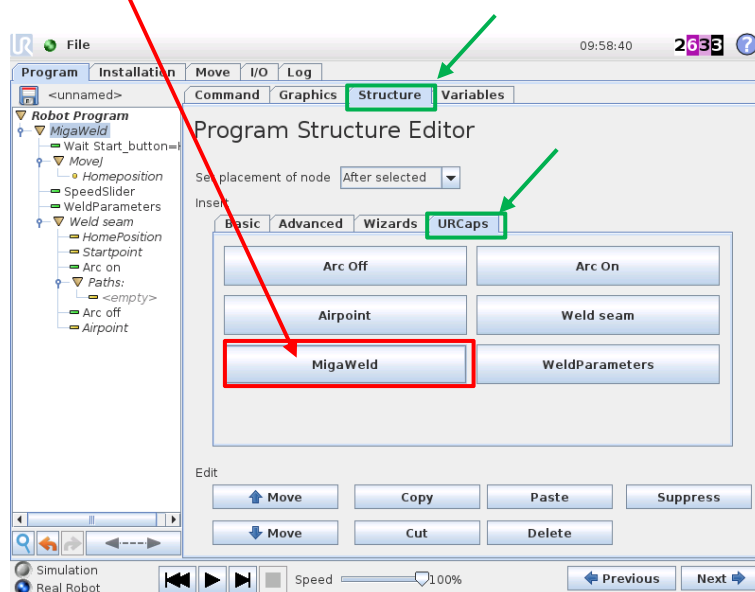 UR File 09:58:40 2633 ?
Program Installation Move I/O Log
<unnamed> Command Graphics Structure Variables
Robot Program
MigaWeld
Wait Start_button=
MoveJ
Homeposition
SpeedSlider
WeldParameters
Weld seam
HomePosition
Startpoint
Arc on
Paths:
<empty>
Arc off
Airpoint
Program Structure Editor
Set placement of node After selected
Insert
Basic Advanced Wizards URCaps
Arc Off Arc On
Airpoint Weld seam
MigaWeld WeldParameters
Edit
Move Copy Paste Suppress
Move Cut Delete
Simulation
Real Robot
Speed 100% Previous Next